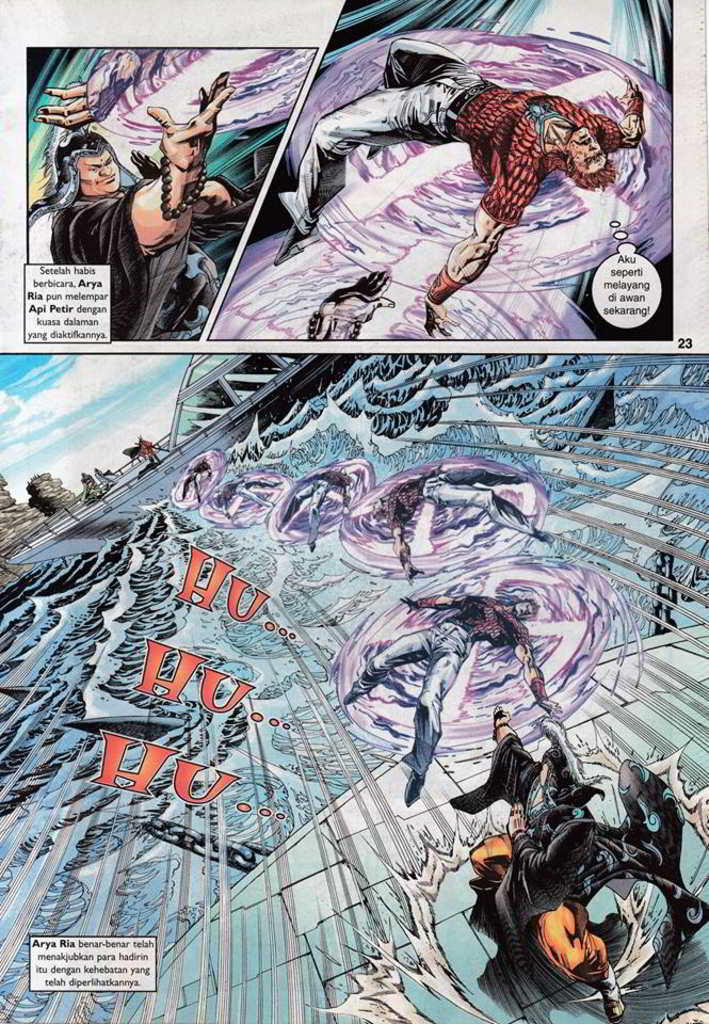 Setelah habis
berbicara, Arya
Ria pun melempar
Api Petir dengan
kuasa dalaman
yang diaktifkannya.
Aku
seperti
melayang
di awan
sekarang!
23
HU...
HU...
HU...
Arya Ria benar-benar telah
menakjubkan para hadirin
itu dengan kehebatan yang
telah diperlihatkannya.